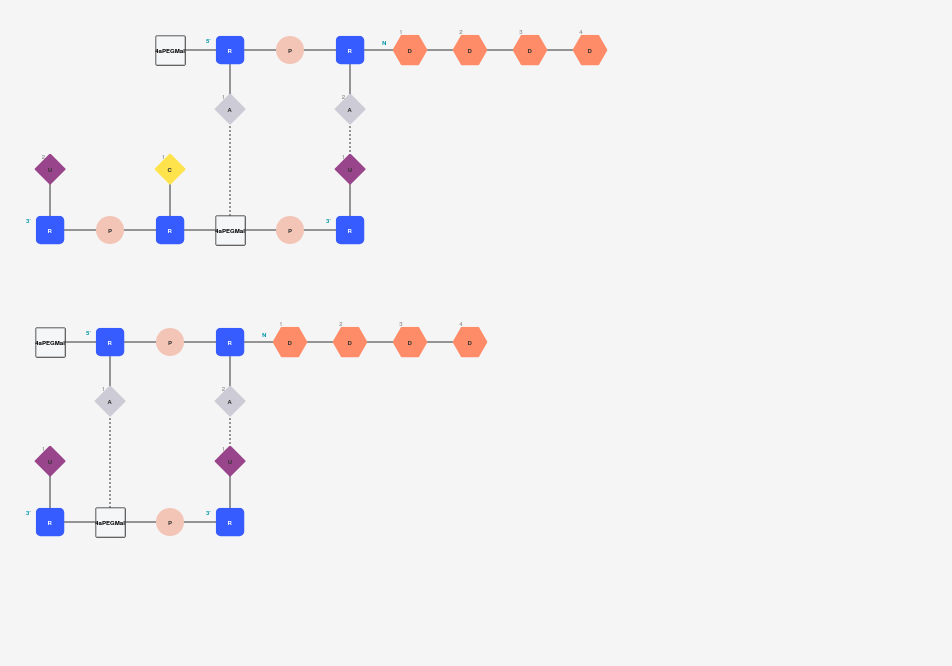 1 2 3 4
5' N
4aPEGMal R P R D D D D
1 2
A A
2 1 1
U C U
3' 3'
R P R 4aPEGMal P R
1 2 3 4
5' N
4aPEGMal R P R D D D D
1 2
A A
1 1
U U
3' 3'
R 4aPEGMal P R